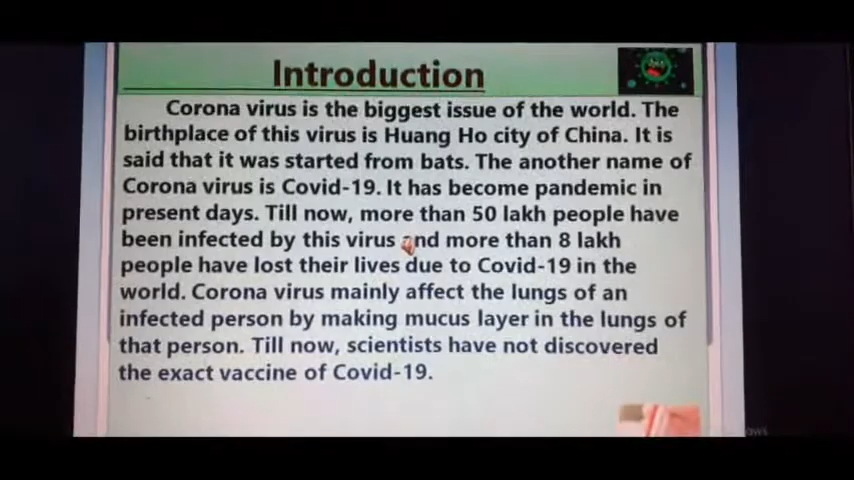 Introduction
Corona virus is the biggest issue of the world. The
birthplace of this virus is Huang Ho city of China. It is
said that it was started from bats. The another name of
Corona virus is Covid-19. It has become pandemic in
present days. Till now, more than 50 lakh people have
been infected by this virus and more than 8 lakh
people have lost their lives due to Covid-19 in the
world. Corona virus mainly affect the lungs of an
infected person by making mucus layer in the lungs of
that person. Till now, scientists have not discovered
the exact vaccine of Covid-19.